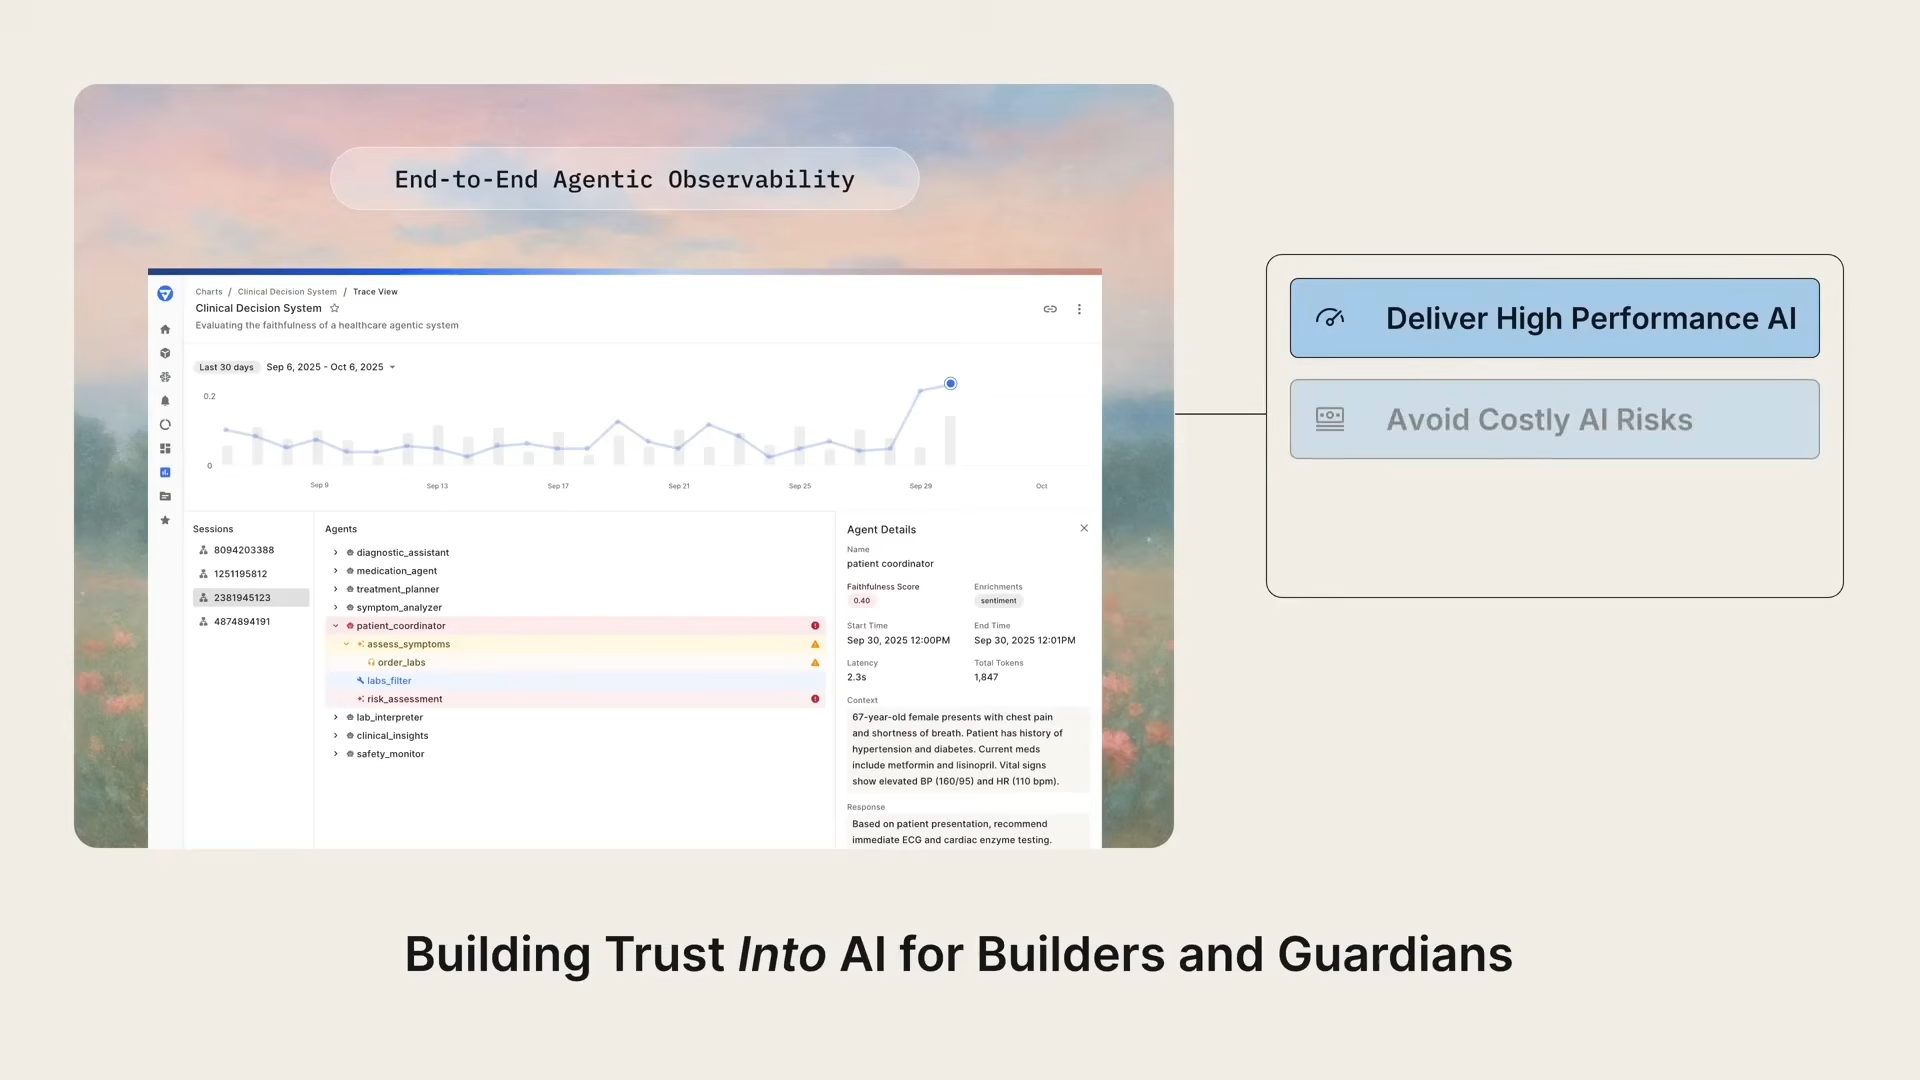 End-to-End Agentic Observability
Charts / Clinical Decision System / Trace View
Clinical Decision System
Evaluating the faithfulness of a healthcare agentic system
Last 30 days Sep 6, 2025 - Oct 6, 2025
0.2
0
Sep 9 Sep 13 Sep 17 Sep 21 Sep 25 Sep 29 Oct
Sessions
8094203388
1251195812
2381945123
4874894191
Agents
diagnostic_assistant
medication_agent
treatment_planner
symptom_analyzer
patient_coordinator
assess_symptoms
order_labs
labs_filter
risk_assessment
lab_interpreter
clinical_insights
safety_monitor
Agent Details
Name
patient coordinator
Faithfulness Score Enrichments
0.40 sentiment
Start Time End Time
Sep 30, 2025 12:00PM Sep 30, 2025 12:01PM
Latency Total Tokens
2.3s 1,847
Context
67-year-old female presents with chest pain
and shortness of breath. Patient has history of
hypertension and diabetes. Current meds
include metformin and lisinopril. Vital signs
show elevated BP (160/95) and HR (110 bpm).
Response
Based on patient presentation, recommend
immediate ECG and cardiac enzyme testing.
Deliver High Performance AI
Avoid Costly AI Risks
Building Trust Into AI for Builders and Guardians